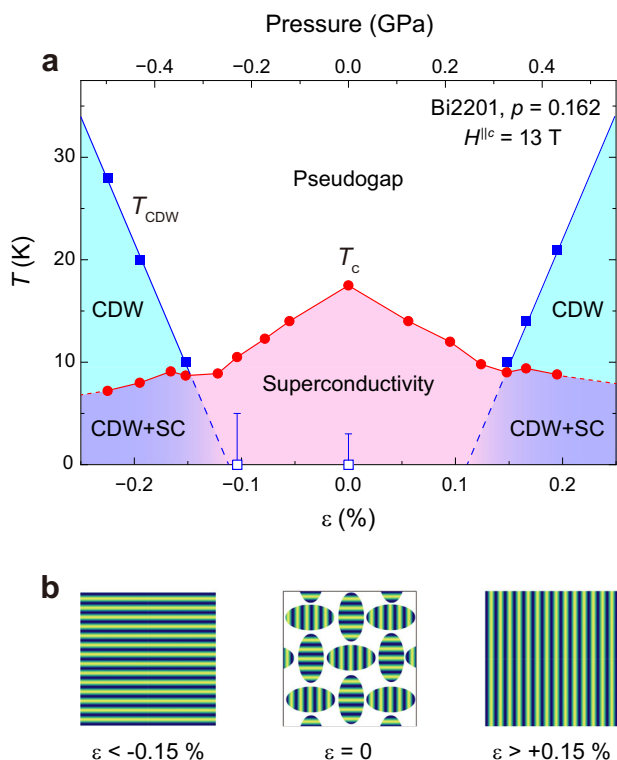 Pressure (GPa)
−0.4 −0.2 0.0 0.2 0.4
a
Bi2201, p = 0.162
H||c = 13 T
30
Pseudogap
TCDW
20
Tc
T (K)
CDW
CDW
10
Superconductivity
CDW+SC
CDW+SC
0
−0.2 −0.1 0.0 0.1 0.2
ε (%)
b
ε < -0.15 %
ε = 0
ε > +0.15 %